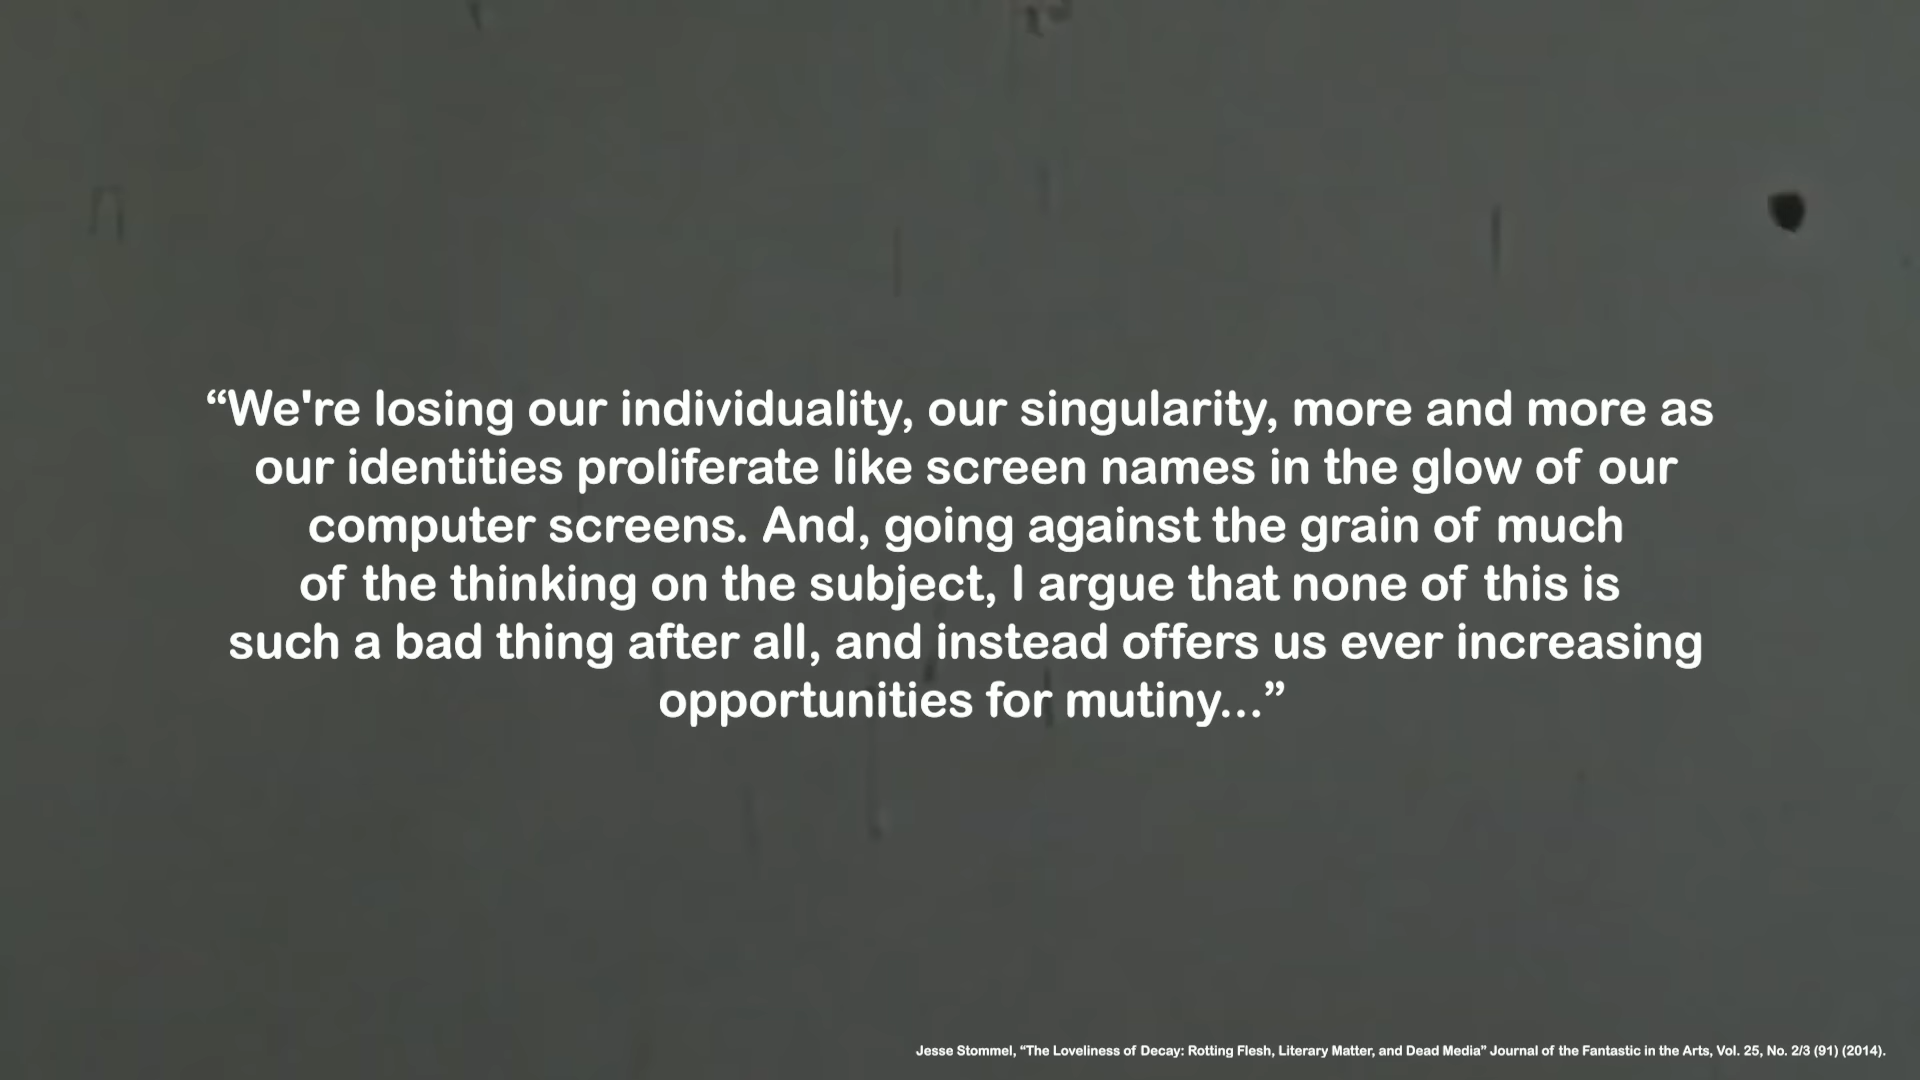 “We're losing our individuality, our singularity, more and more as
our identities proliferate like screen names in the glow of our
computer screens. And, going against the grain of much
of the thinking on the subject, I argue that none of this is
such a bad thing after all, and instead offers us ever increasing
opportunities for mutiny…”
Jesse Stommel, “The Loveliness of Decay: Rotting Flesh, Literary Matter, and Dead Media” Journal of the Fantastic in the Arts, Vol. 25, No. 2/3 (91) (2014).